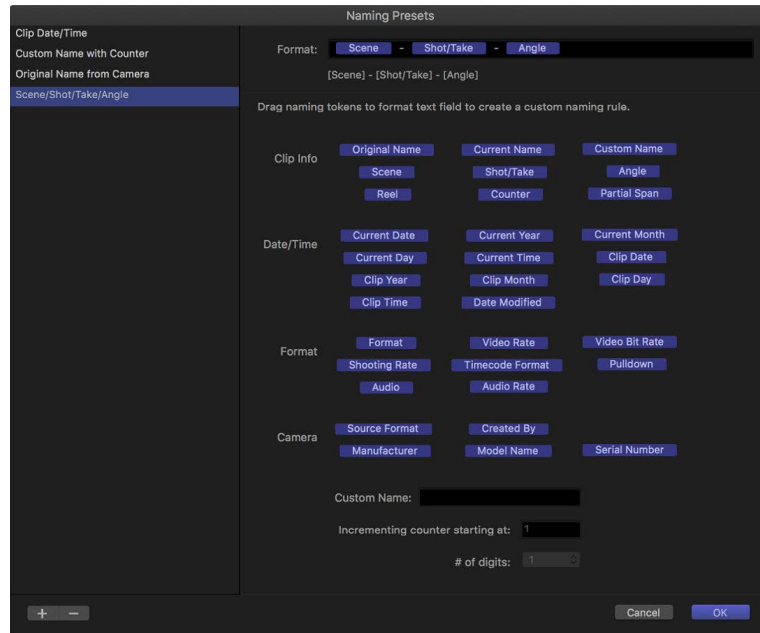 Naming Presets
Clip Date/Time
Custom Name with Counter
Original Name from Camera
Scene/Shot/Take/Angle
Format: Scene - Shot/Take - Angle
[Scene] - [Shot/Take] - [Angle]
Drag naming tokens to format text field to create a custom naming rule.
Clip Info
Original Name Current Name Custom Name
Scene Shot/Take Angle
Reel Counter Partial Span
Date/Time
Current Date Current Year Current Month
Current Day Current Time Clip Date
Clip Year Clip Month Clip Day
Clip Time Date Modified
Format
Format Video Rate Video Bit Rate
Shooting Rate Timecode Format Pulldown
Audio Audio Rate
Camera
Source Format Created By
Manufacturer Model Name Serial Number
Custom Name:
Incrementing counter starting at: 1
# of digits: 1
+ −
Cancel OK